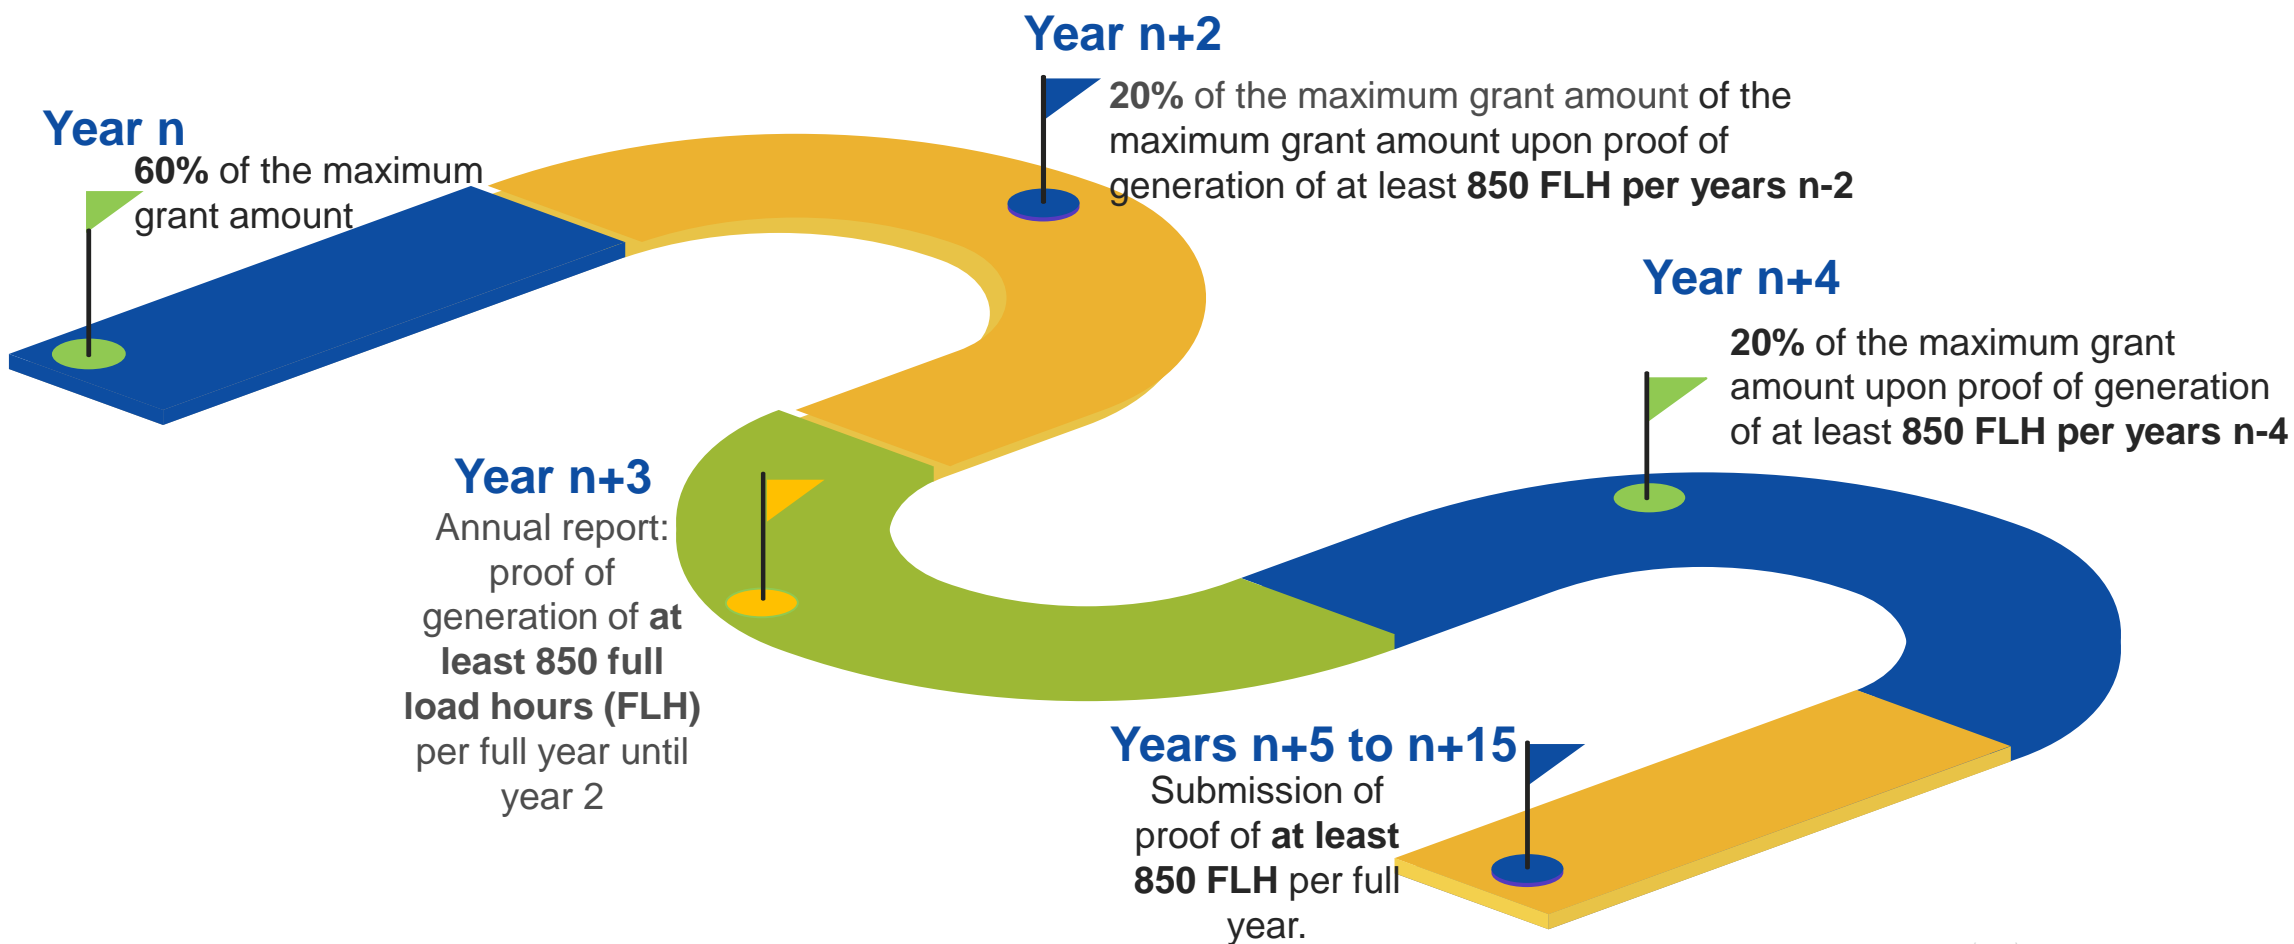 Year n
60% of the maximum
grant amount
Year n+2
20% of the maximum grant amount of the
maximum grant amount upon proof of
generation of at least 850 FLH per years n-2
Year n+3
Annual report:
proof of
generation of at
least 850 full
load hours (FLH)
per full year until
year 2
Year n+4
20% of the maximum grant
amount upon proof of generation
of at least 850 FLH per years n-4
Years n+5 to n+15
Submission of
proof of at least
850 FLH per full
year.